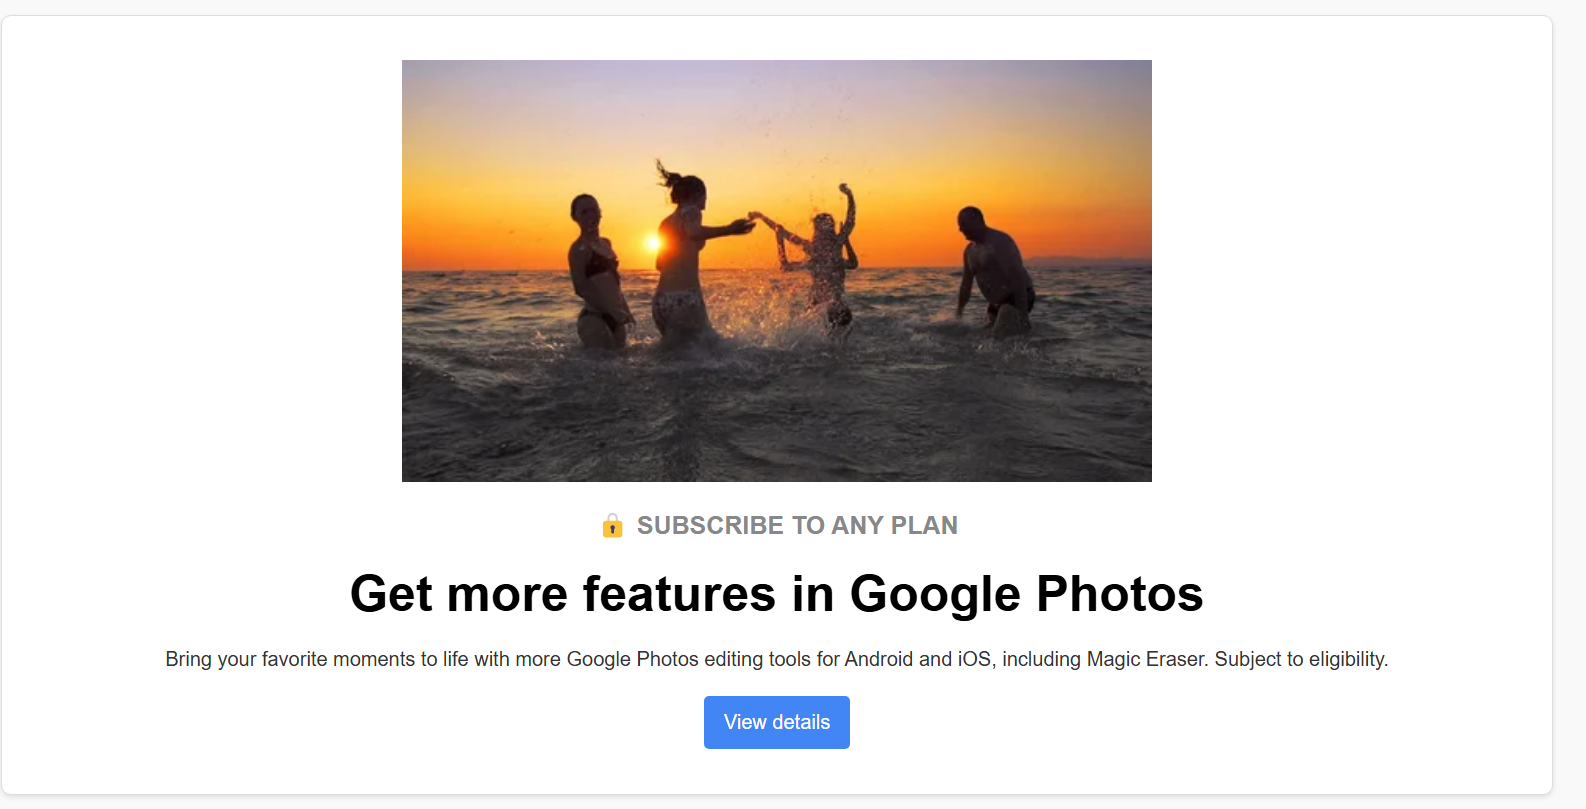 SUBSCRIBE TO ANY PLAN
Get more features in Google Photos
Bring your favorite moments to life with more Google Photos editing tools for Android and iOS, including Magic Eraser. Subject to eligibility.
View details